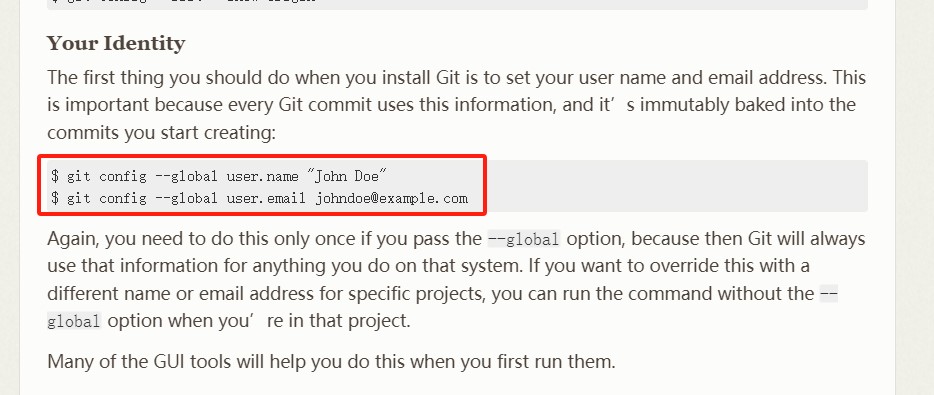 Your Identity
The first thing you should do when you install Git is to set your user name and email address. This
is important because every Git commit uses this information, and it’s immutably baked into the
commits you start creating:
$ git config --global user.name "John Doe"
$ git config --global user.email johndoe@example.com
Again, you need to do this only once if you pass the --global option, because then Git will always
use that information for anything you do on that system. If you want to override this with a
different name or email address for specific projects, you can run the command without the --
global option when you’re in that project.
Many of the GUI tools will help you do this when you first run them.